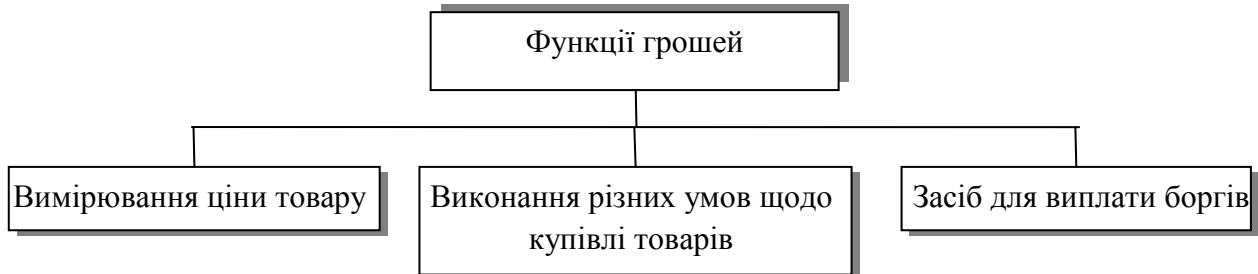 Функції грошей
Вимірювання ціни товару
Виконання різних умов щодо
купівлі товарів
Засіб для виплати боргів